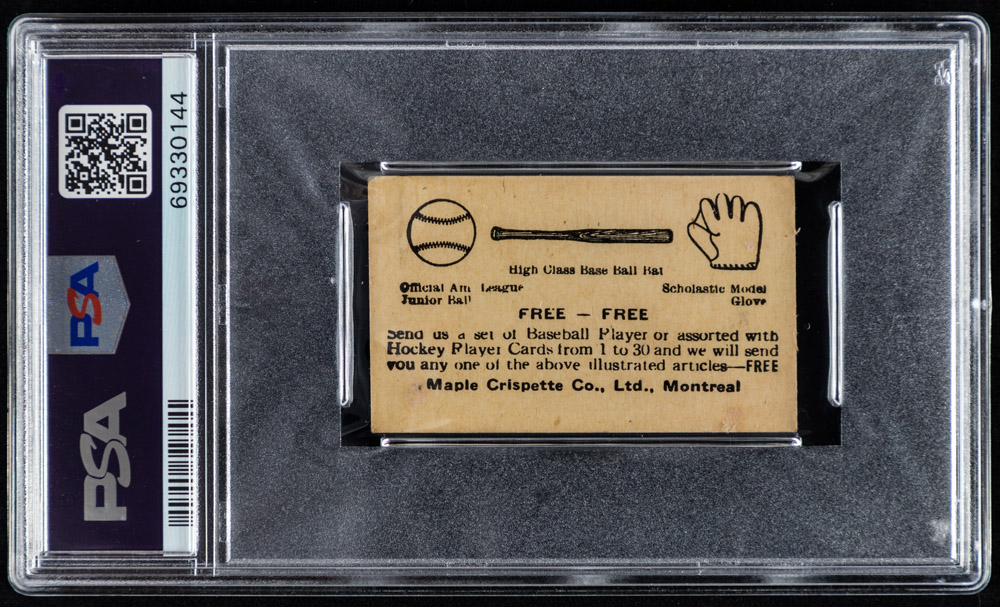 69330144
PSA
PSA
High Class Base Ball Bat
Official Am League
Junior Ball
Scholastic Model
Glove
FREE — FREE
Send us a set of Baseball Player or assorted with
Hockey Player Cards from 1 to 30 and we will send
you any one of the above illustrated articles—FREE
Maple Crispette Co., Ltd., Montreal